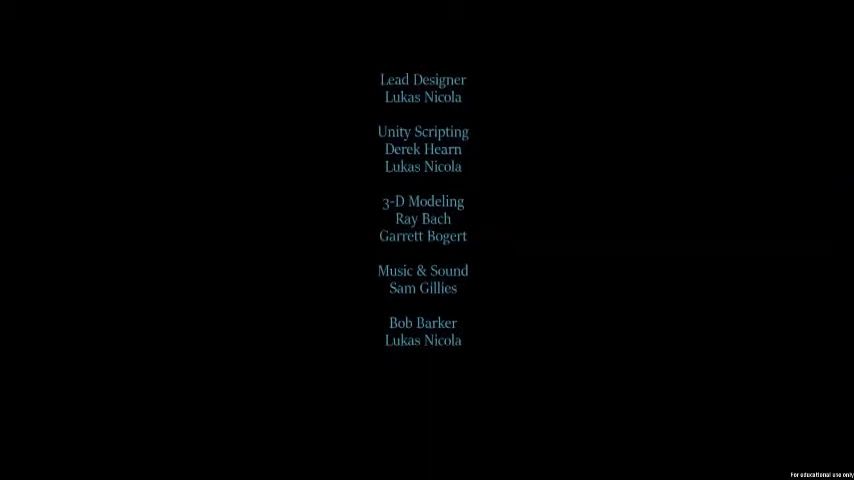 Lead Designer
Lukas Nicola
Unity Scripting
Derek Hearn
Lukas Nicola
3-D Modeling
Ray Bach
Garrett Bogert
Music & Sound
Sam Gillies
Bob Barker
Lukas Nicola
For educational use only